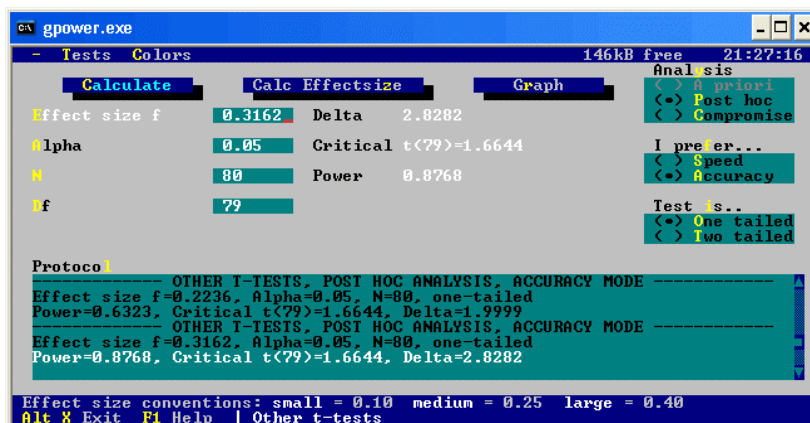 gpower.exe
- Tests Colors 146kB free 21:27:16
Calculate Calc Effectsize Graph
Analysis
( ) A priori
(•) Post hoc
( ) Compromise
Effect size f 0.3162 Delta 2.8282
Alpha 0.05 Critical t(79)=1.6644
N 80 Power 0.8768
Df 79
I prefer...
( ) Speed
(•) Accuracy
Test is..
(•) One tailed
( ) Two tailed
Protocol
------------- OTHER T-TESTS, POST HOC ANALYSIS, ACCURACY MODE ------------
Effect size f=0.2236, Alpha=0.05, N=80, one-tailed
Power=0.6323, Critical t(79)=1.6644, Delta=1.9999
------------- OTHER T-TESTS, POST HOC ANALYSIS, ACCURACY MODE ------------
Effect size f=0.3162, Alpha=0.05, N=80, one-tailed
Power=0.8768, Critical t(79)=1.6644, Delta=2.8282
Effect size conventions: small = 0.10 medium = 0.25 large = 0.40
Alt X Exit F1 Help | Other t-tests